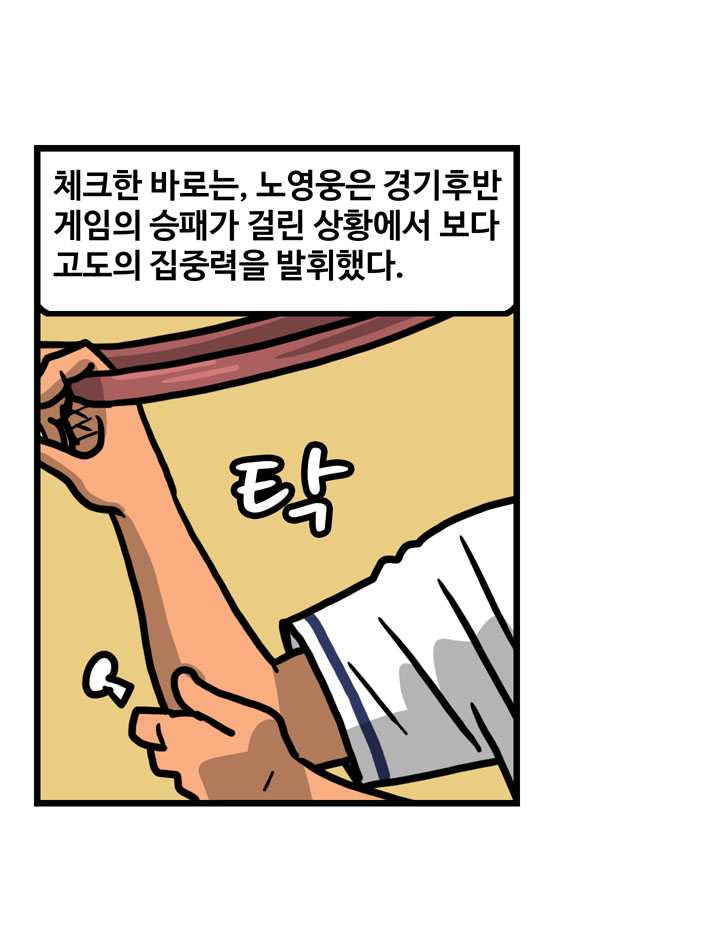 체크한 바로는, 노영웅은 경기후반
게임의 승패가 걸린 상황에서 보다
고도의 집중력을 발휘했다.
탁